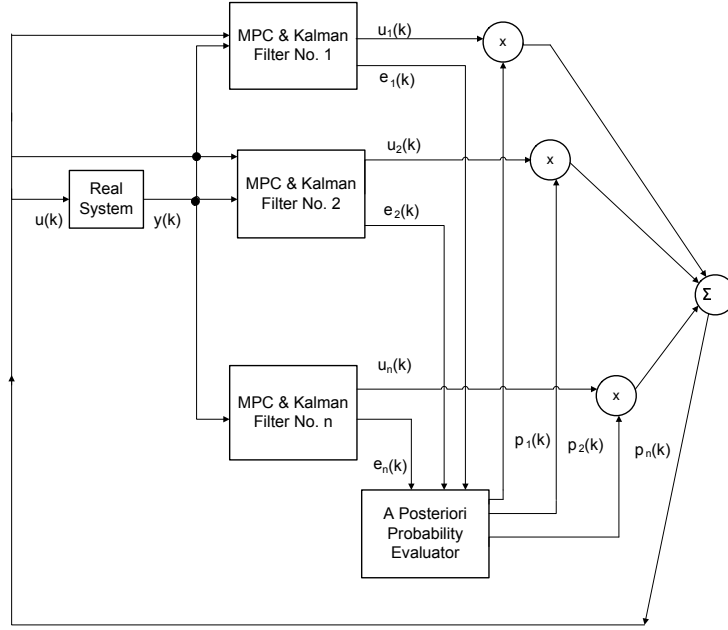 MPC & Kalman
Filter No. 1
u₁(k)
e₁(k)
x
MPC & Kalman
Filter No. 2
u₂(k)
e₂(k)
x
Real
System
u(k)
y(k)
Σ
MPC & Kalman
Filter No. n
uₙ(k)
eₙ(k)
x
p₁(k)
p₂(k)
pₙ(k)
A Posteriori
Probability
Evaluator